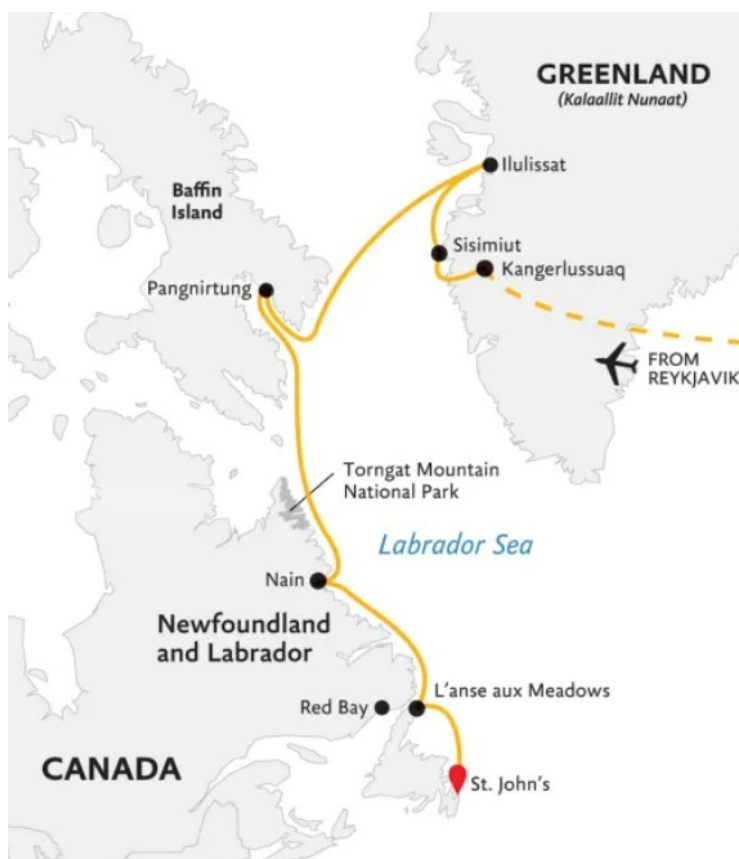 GREENLAND
(Kalaallit Nunaat)
Ilulissat
Baffin
Island
Sisimiut
Kangerlussuaq
Pangnirtung
FROM
REYKJAVIK
Torngat Mountain
National Park
Labrador Sea
Nain
Newfoundland
and Labrador
L'anse aux Meadows
Red Bay
CANADA
St. John's